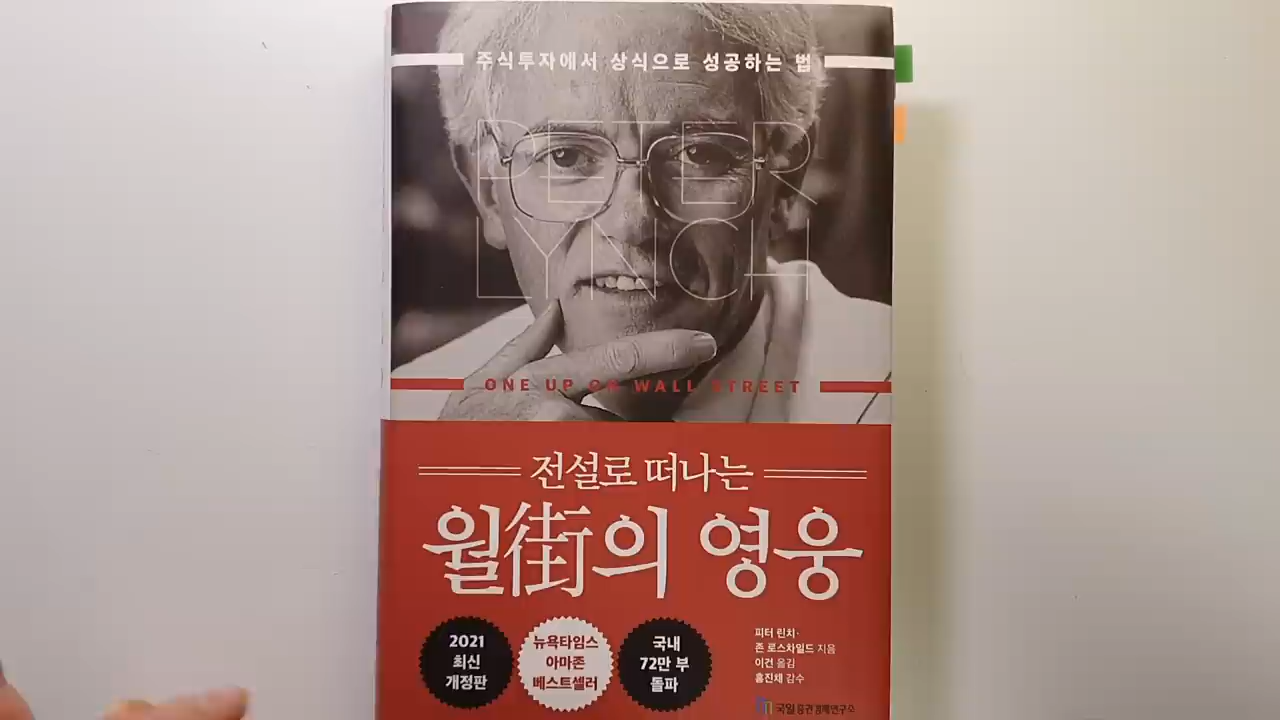 주식투자에서 상식으로 성공하는 법
PETER
LYNCH
ONE UP ON WALL STREET
전설로 떠나는
월街의 영웅
2021
최신
개정판
뉴욕타임스
아마존
베스트셀러
국내
72만 부
돌파
피터 린치·
존 로스차일드 지음
이건 옮김
홍진채 감수
국일증권경제연구소